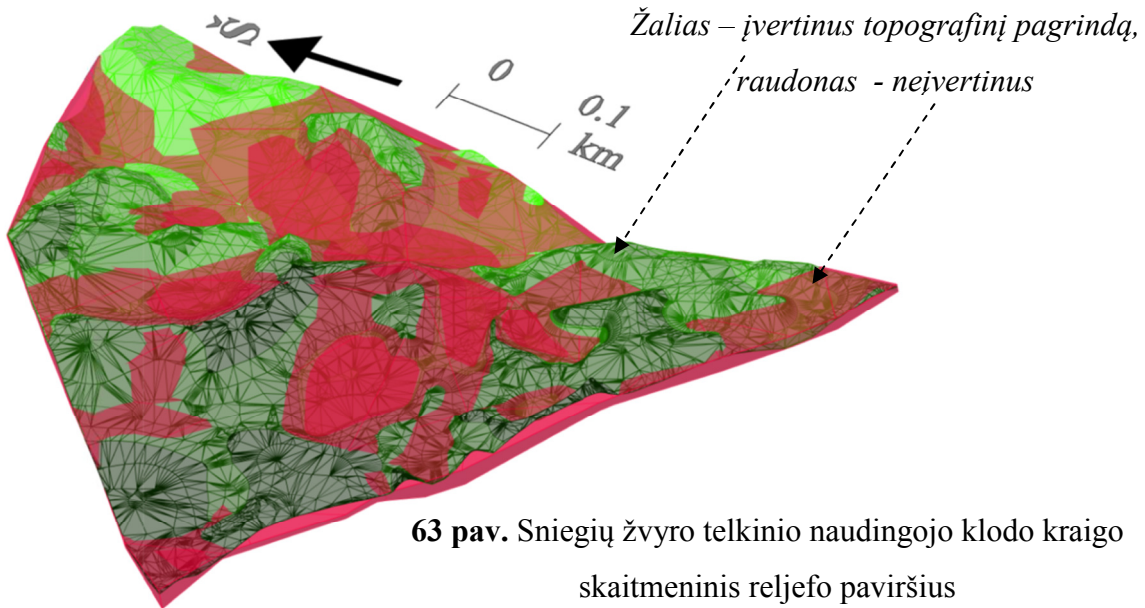 Žalias – įvertinus topografinį pagrindą,
raudonas - neįvertinus
Š
0
0.1
km
63 pav. Sniegių žvyro telkinio naudingojo klodo kraigo
skaitmeninis reljefo paviršius